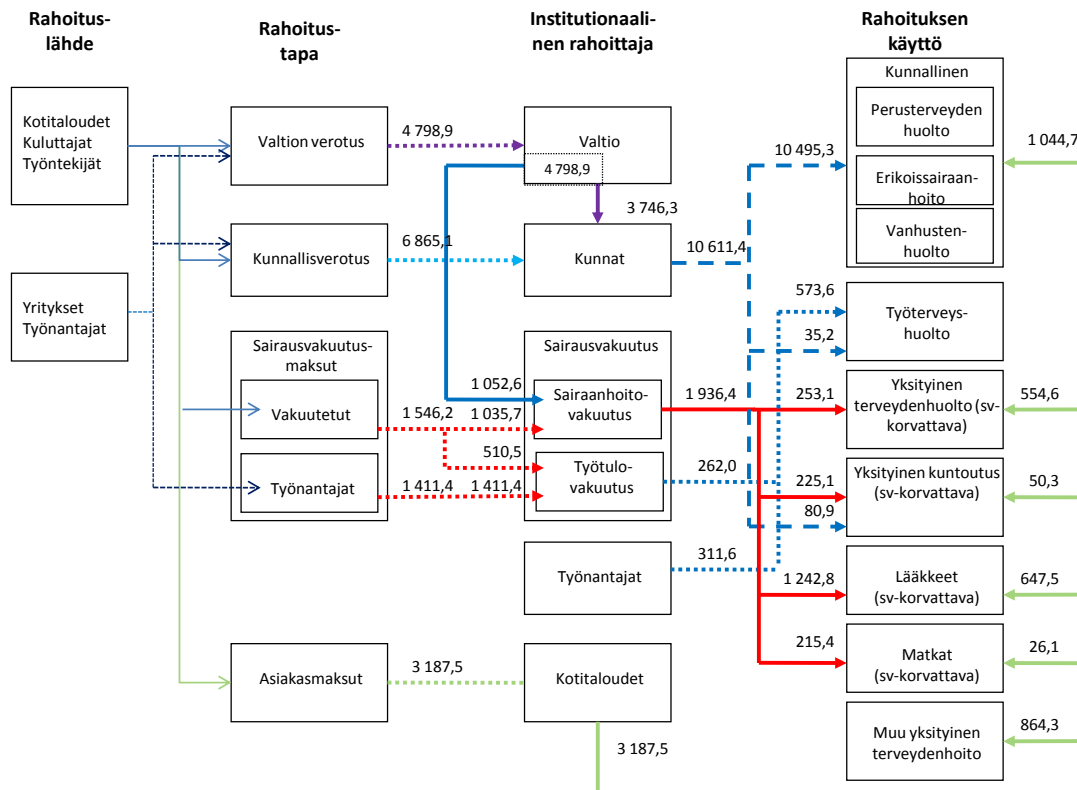 Rahoitus-
lähde
Rahoitus-
tapa
Institutionaali-
nen rahoittaja
Rahoituksen
käyttö
Kotitaloudet
Kuluttajat
Työntekijät
Yritykset
Työnantajat
Valtion verotus
4 798,9
Kunnallisverotus
6 865,1
Sairausvakuutus-
maksut
Vakuutetut
1 546,2
1 035,7
510,5
Työnantajat
1 411,4
1 411,4
Asiakasmaksut
3 187,5
Valtio
4 798,9
3 746,3
Kunnat
10 611,4
1 052,6
Sairausvakuutus
Sairaanhoito-
vakuutus
1 936,4
Työtulo-
vakuutus
262,0
Työnantajat
311,6
Kotitaloudet
3 187,5
Kunnallinen
Perusterveyden
huolto
Erikoissairaan-
hoito
Vanhusten-
huolto
10 495,3
1 044,7
573,6
Työterveys-
huolto
35,2
253,1
Yksityinen
terveydenhuolto (sv-
korvattava)
554,6
225,1
Yksityinen kuntoutus
(sv-korvattava)
80,9
50,3
1 242,8
Lääkkeet
(sv-korvattava)
647,5
215,4
Matkat
(sv-korvattava)
26,1
Muu yksityinen
terveydenhoito
864,3